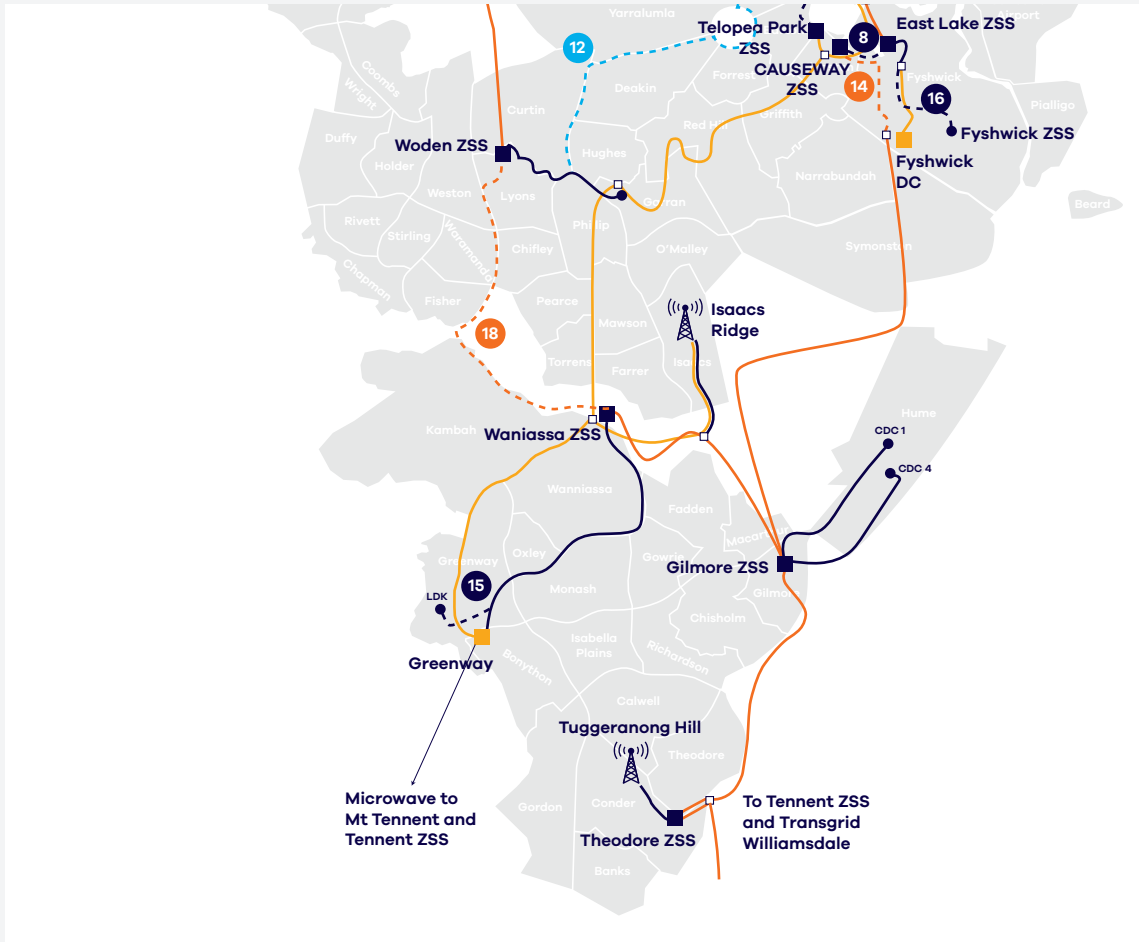 Yarralumla
Airport
Telopea Park
ZSS
8
East Lake ZSS
12
CAUSEWAY
ZSS
14
Forrest
Fyshwick
Coombs
Wright
Deakin
16
Pialligo
Curtin
Griffith
Red Hill
Duffy
Fyshwick ZSS
Woden ZSS
Hughes
Fyshwick
DC
Holder
Narrabundah
Weston
Lyons
Garran
Beard
Rivett
Phillip
Stirling
Waramanda
Chifley
O'Malley
Symonston
Chapman
Fisher
Pearce
Isaacs
Ridge
Mawson
18
Torrens
Farrer
Isaacs
Hume
Kambah
Waniassa ZSS
CDC 1
CDC 4
Wanniassa
Fadden
Macarthur
Oxley
Gowrie
Greenway
Gilmore ZSS
15
Monash
Gilmore
LDK
Chisholm
Isabella
Plains
Richardson
Greenway
Bonython
Calwell
Tuggeranong Hill
Theodore
Microwave to
Mt Tennent and
Tennent ZSS
Gordon
Conder
To Tennent ZSS
and Transgrid
Williamsdale
Theodore ZSS
Banks